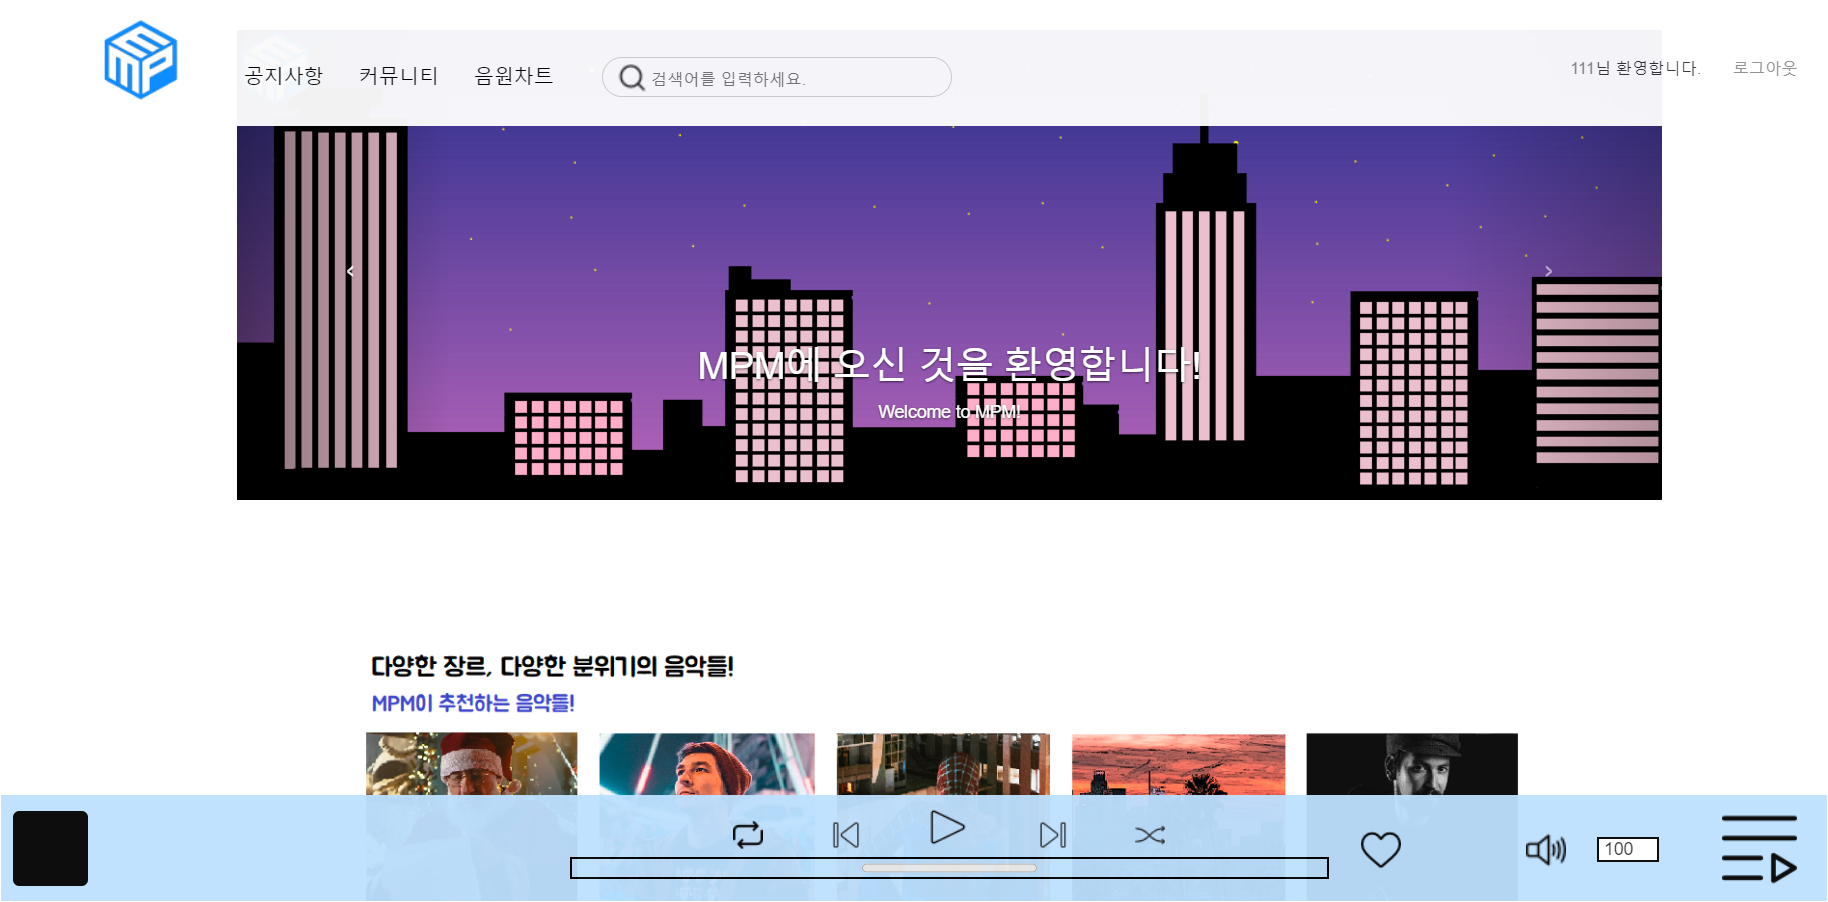 MPM
공지사항 커뮤니티 음원차트 검색어를 입력하세요. 111님 환영합니다. 로그아웃
MPM에 오신 것을 환영합니다!
Welcome to MPM!
다양한 장르, 다양한 분위기의 음악들!
MPM이 추천하는 음악들!
100